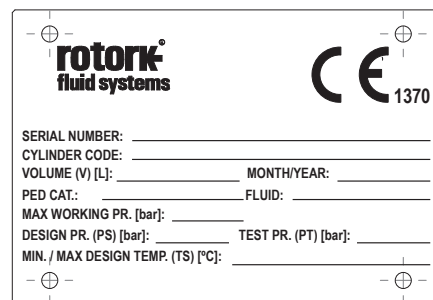 rotork®
fluid systems
CE 1370
SERIAL NUMBER:
CYLINDER CODE:
VOLUME (V) [L]: MONTH/YEAR:
PED CAT.: FLUID:
MAX WORKING PR. [bar]:
DESIGN PR. (PS) [bar]: TEST PR. (PT) [bar]:
MIN. / MAX DESIGN TEMP. (TS) [ºC]: